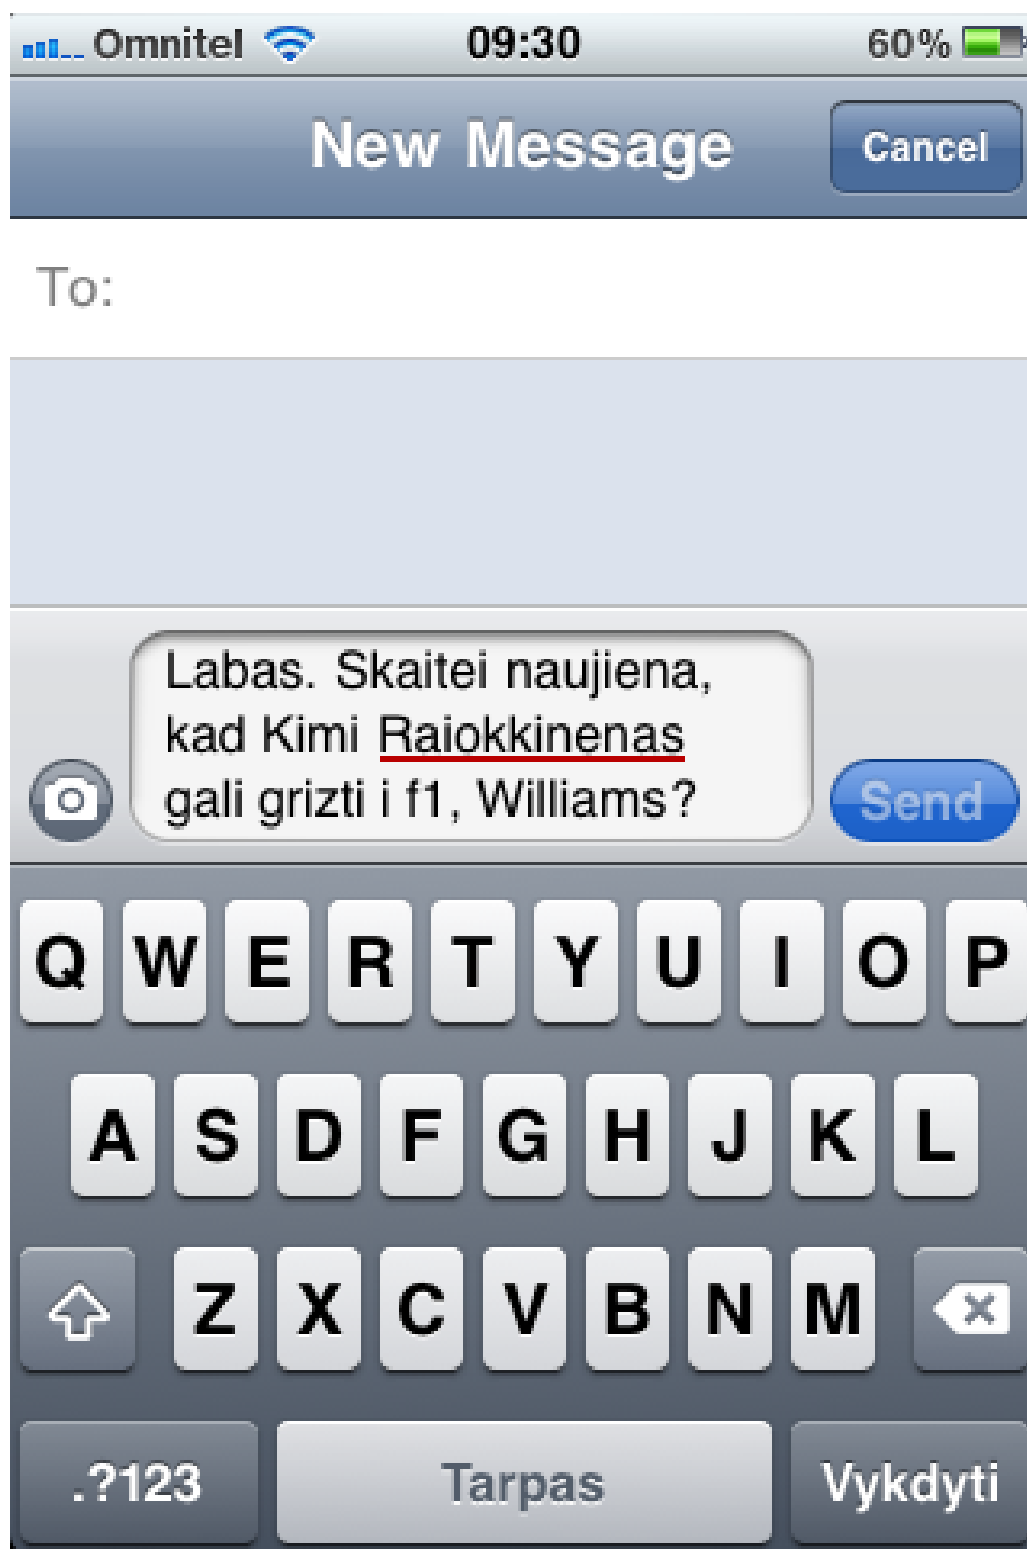 Omnitel 09:30 60%
New Message Cancel
To:
Labas. Skaitei naujiena,
kad Kimi Raiokkinenas
gali grizti i f1, Williams?
Send
Q W E R T Y U I O P
A S D F G H J K L
Z X C V B N M
.?123 Tarpas Vykdyti